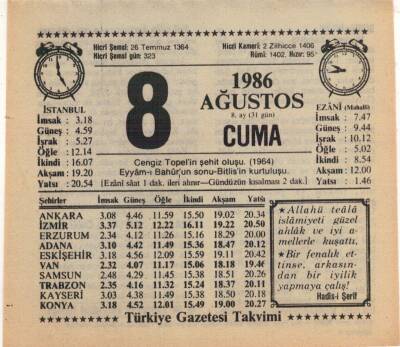 Hicri Şemsî: 26 Temmuz 1364
Hicri Şemsî gün: 323
Hicri Kamerî: 2 Zilhicce 1406
Rûmî: 1402. Hızır: 95
8
1986
AĞUSTOS
8. ay (31 gün)
CUMA
İSTANBUL
İmsak : 3.18
Güneş : 4.59
İşrak : 5.27
Öğle : 12.14
İkindi : 16.07
Akşam : 19.20
Yatsı : 20.54
EZÂNÎ (Mahalli)
İmsak : 7.47
Güneş : 9.44
İşrak : 10.12
Öğle : 5.02
İkindi : 8.54
Akşam : 12.00
Yatsı : 1.46
Cengiz Topel'in şehit oluşu. (1964)
Eyyâm-ı Bahûr'un sonu-Bitlis'in kurtuluşu.
[Ezânî sâat 1 dak. ileri alınır—Gündüzün kısalması 2 dak.]
Şehirler İmsak Güneş Öğle İkindi Akşam Yatsı
ANKARA 3.08 4.46 11.59 15.50 19.02 20.34
İZMİR 3.37 5.12 12.22 16.11 19.22 20.50
ERZURUM 2.34 4.12 11.26 15.16 18.29 20.00
ADANA 3.10 4.42 11.49 15.36 18.47 20.12
ESKİŞEHİR 3.18 4.56 12.09 15.59 19.11 20.42
VAN 2.32 4.07 11.17 15.06 18.18 19.46
SAMSUN 2.48 4.29 11.45 15.38 18.51 20.26
TRABZON 2.35 4.16 11.32 15.24 18.37 20.11
KAYSERİ 3.03 4.38 11.49 15.38 18.49 20.18
KONYA 3.18 4.52 12.01 15.49 19.00 20.27
★ Allahü teâlâ
islâmiyeti güzel
ahlâk ve iyi a-
mellerle kuşattı,
★ Bir fenalık et-
tinse, arkasın-
dan bir iyilik
yapmaya çalış!
Hadîs-i Şerîf
★★★★★★★★ Türkiye Gazetesi Takvimi ★★★★★★★★